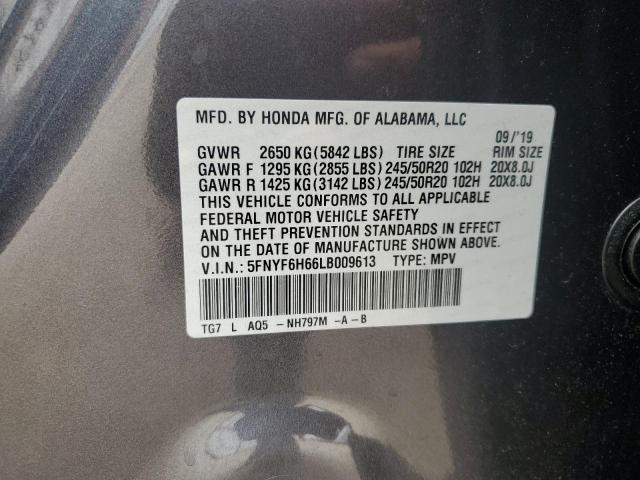 MFD. BY HONDA MFG. OF ALABAMA, LLC
09/'19
GVWR 2650 KG(5842 LBS) TIRE SIZE RIM SIZE
GAWR F 1295 KG(2855 LBS)245/50R20 102H 20X8.0J
GAWR R 1425 KG(3142 LBS)245/50R20 102H 20X8.0J
THIS VEHICLE CONFORMS TO ALL APPLICABLE
FEDERAL MOTOR VEHICLE SAFETY
AND THEFT PREVENTION STANDARDS IN EFFECT
ON THE DATE OF MANUFACTURE SHOWN ABOVE.
V.I.N.: 5FNYF6H66LB009613 TYPE: MPV
TG7 L AQ5 -NH797M -A-B